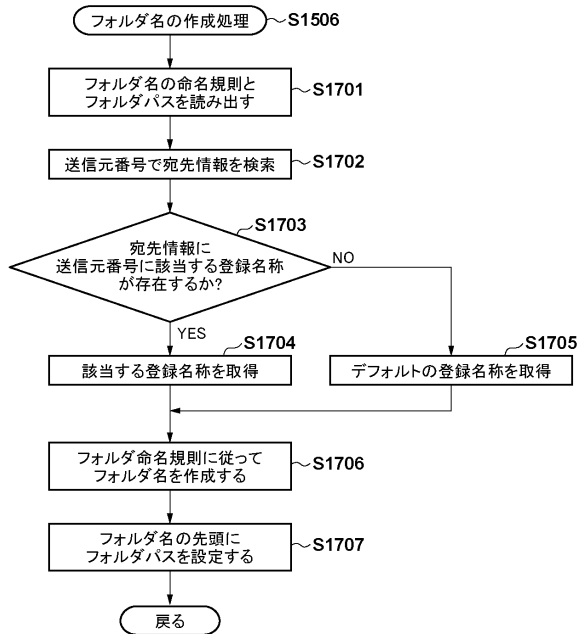 フォルダ名の作成処理
S1506
フォルダ名の命名規則と
フォルダパスを読み出す
S1701
送信元番号で宛先情報を検索
S1702
S1703
宛先情報に
送信元番号に該当する登録名称
が存在するか?
NO
YES
S1704
該当する登録名称を取得
S1705
デフォルトの登録名称を取得
フォルダ命名規則に従って
フォルダ名を作成する
S1706
フォルダ名の先頭に
フォルダパスを設定する
S1707
戻る